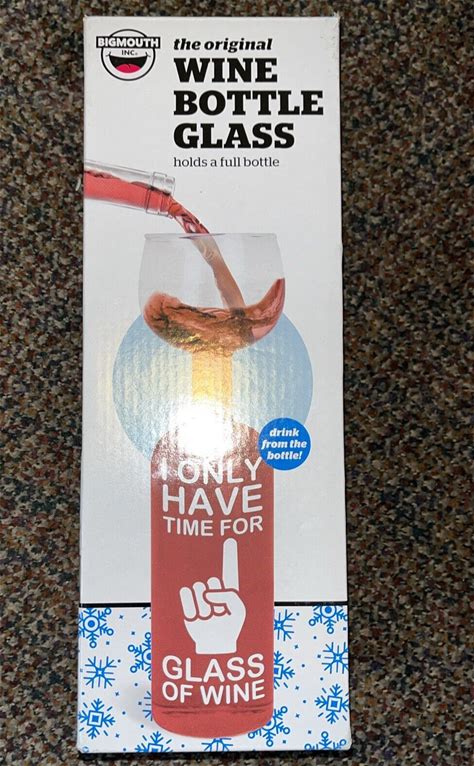 BIGMOUTH
INC.
the original
WINE
BOTTLE
GLASS
holds a full bottle
drink
from the
bottle!
I ONLY
HAVE
TIME FOR
GLASS
OF WINE